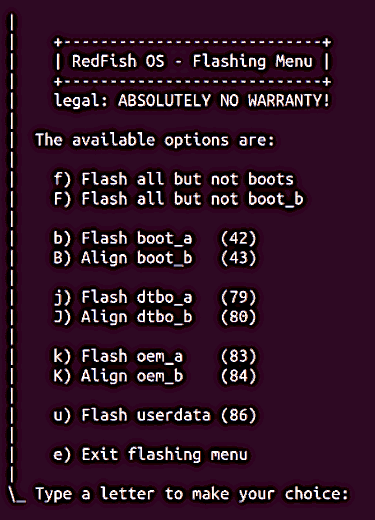 +----------------------------+
| RedFish OS - Flashing Menu |
+----------------------------+
legal: ABSOLUTELY NO WARRANTY!
The available options are:
f) Flash all but not boots
F) Flash all but not boot_b
b) Flash boot_a (42)
B) Align boot_b (43)
j) Flash dtbo_a (79)
J) Align dtbo_b (80)
k) Flash oem_a (83)
K) Align oem_b (84)
u) Flash userdata (86)
e) Exit flashing menu
\_ Type a letter to make your choice: